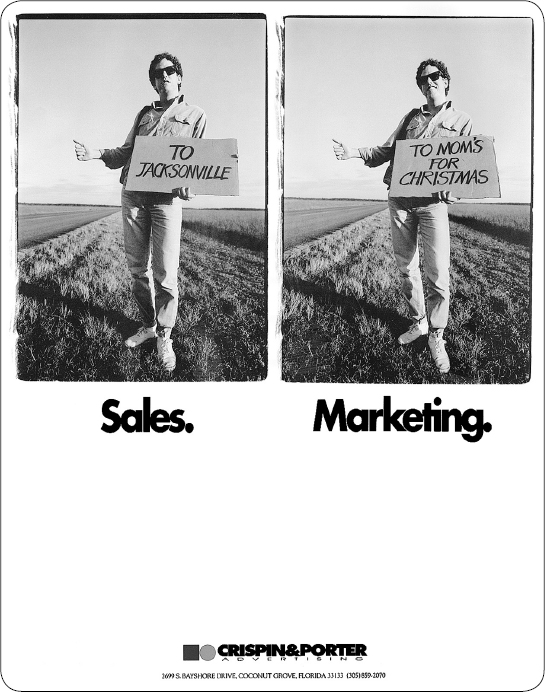 TO
JACKSONVILLE
TO MOM'S
FOR
CHRISTMAS
Sales.
Marketing.
CRISPIN&PORTER
ADVERTISING
2699 S. BAYSHORE DRIVE, COCONUT GROVE, FLORIDA 33133 (305) 859-2070